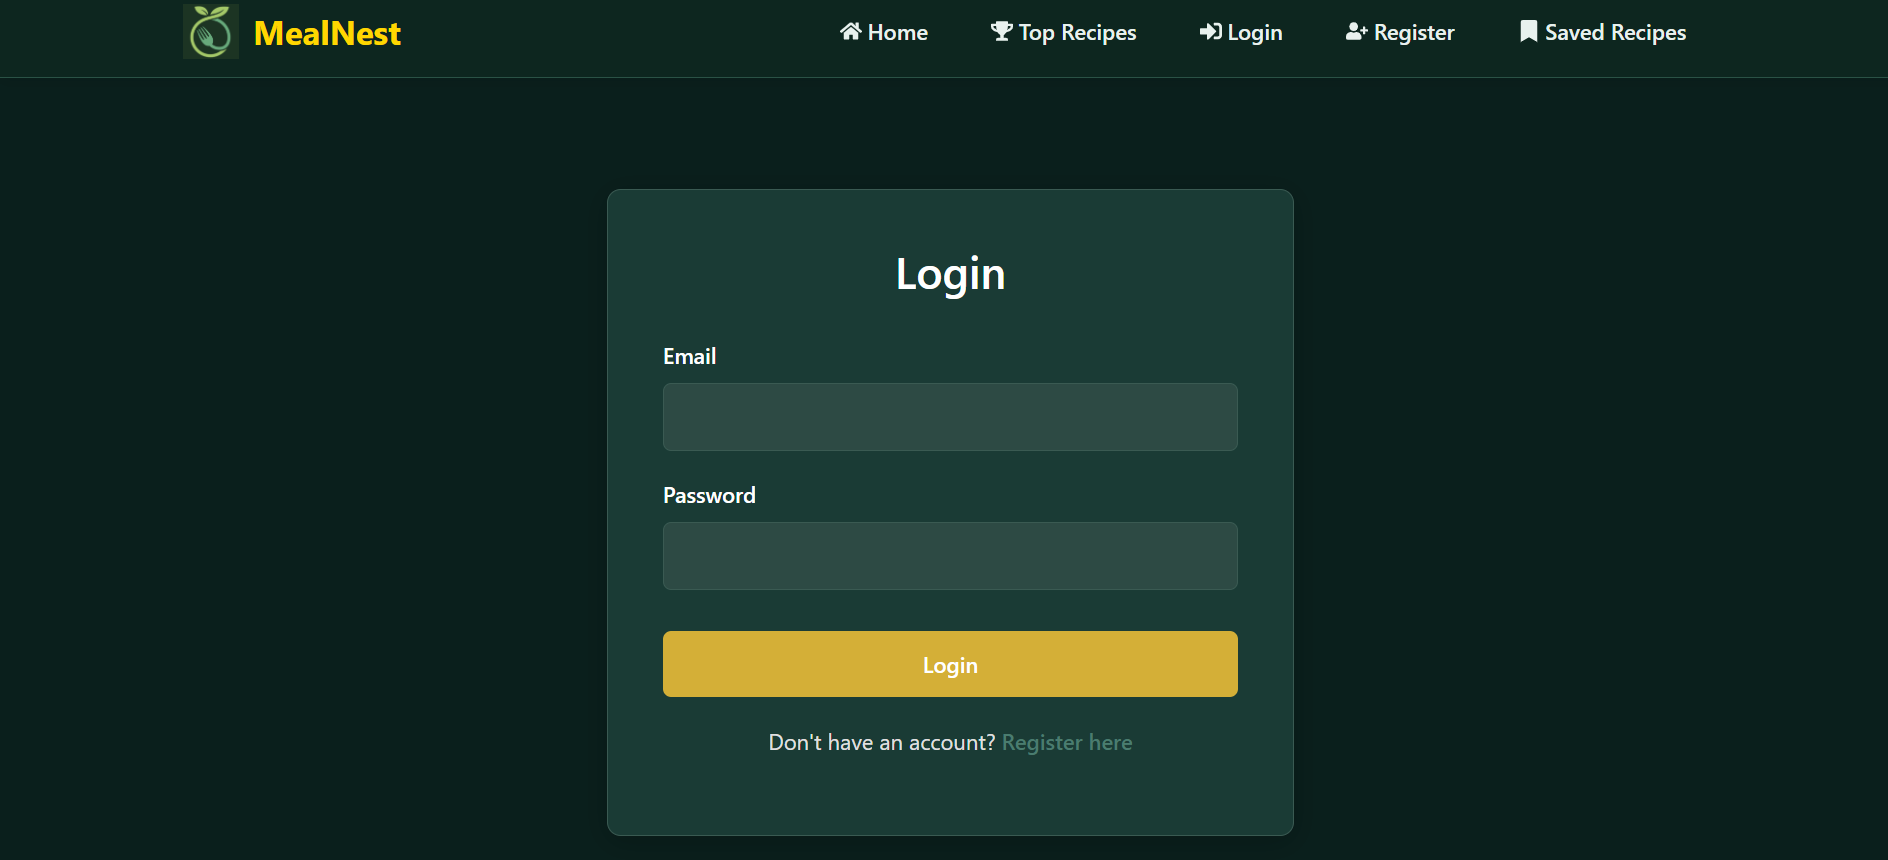 MealNest
Home Top Recipes Login Register Saved Recipes
Login
Email
Password
Login
Don't have an account? Register here